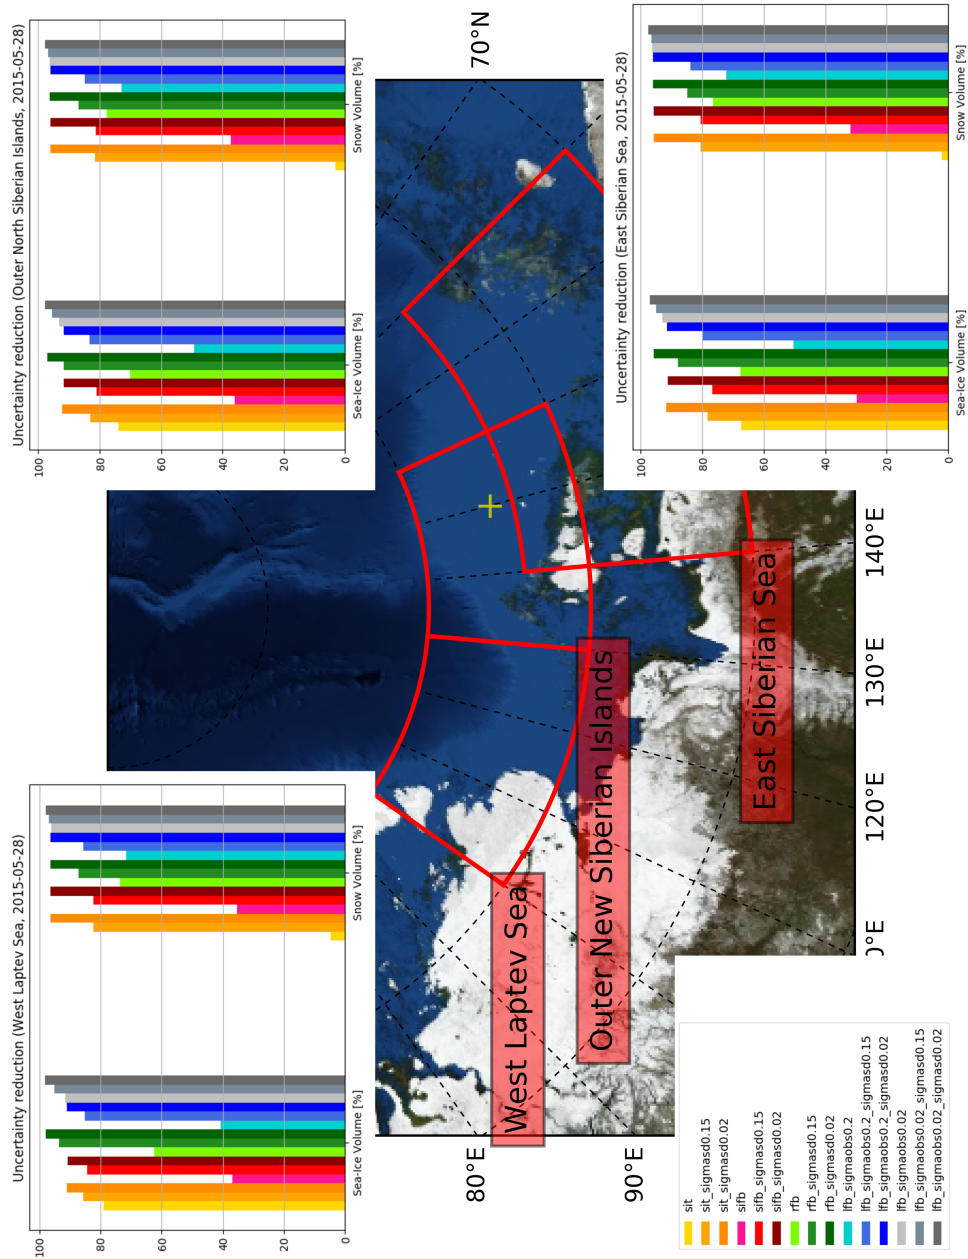 Uncertainty reduction (West Laptev Sea, 2015-05-28)
100
80
60
40
20
0
Sea-Ice Volume [%]
Snow Volume [%]
Uncertainty reduction (Outer North Siberian Islands, 2015-05-28)
100
80
60
40
20
0
Sea-Ice Volume [%]
Snow Volume [%]
80°E
70°N
West Laptev Sea
Outer New Siberian Islands
90°E
East Siberian Sea
0°E
120°E
130°E
140°E
sit
sit_sigmasd0.15
sit_sigmasd0.02
sifb
sifb_sigmasd0.15
sifb_sigmasd0.02
rfb
rfb_sigmasd0.15
rfb_sigmasd0.02
lfb_sigmaobs0.2
lfb_sigmaobs0.2_sigmasd0.15
lfb_sigmaobs0.2_sigmasd0.02
lfb_sigmaobs0.02
lfb_sigmaobs0.02_sigmasd0.15
lfb_sigmaobs0.02_sigmasd0.02
Uncertainty reduction (East Siberian Sea, 2015-05-28)
100
80
60
40
20
0
Sea-Ice Volume [%]
Snow Volume [%]